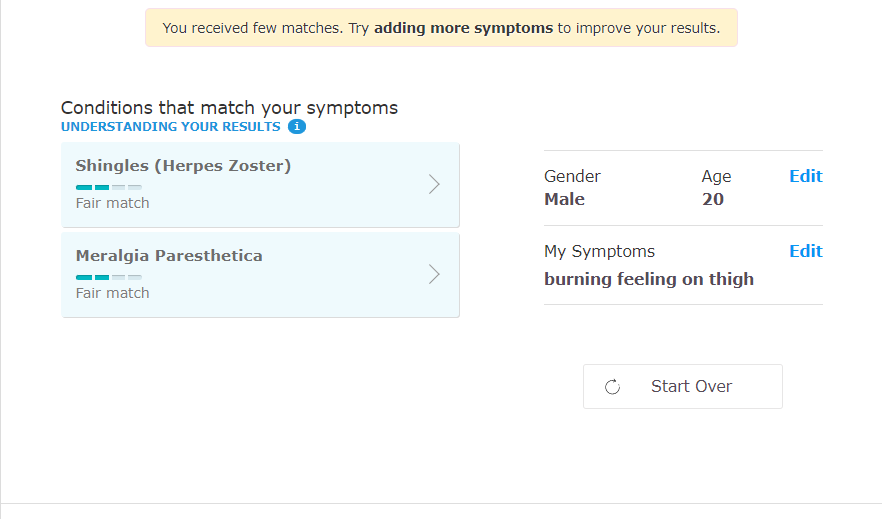 You received few matches. Try adding more symptoms to improve your results.
Conditions that match your symptoms
UNDERSTANDING YOUR RESULTS i
Shingles (Herpes Zoster)
Fair match
Meralgia Paresthetica
Fair match
Gender Age Edit
Male 20
My Symptoms Edit
burning feeling on thigh
Start Over